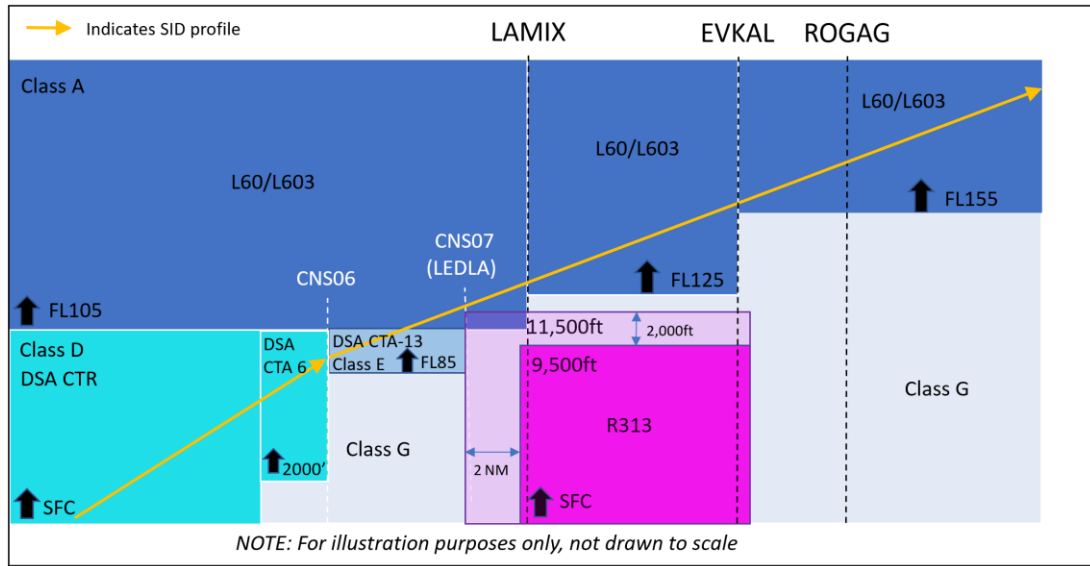 Indicates SID profile
LAMIX
EVKAL
ROGAG
Class A
L60/L603
L60/L603
L60/L603
FL155
CNS07
(LEDLA)
CNS06
FL125
FL105
11,500ft
2,000ft
Class D
DSA CTR
DSA
CTA 6
DSA CTA-13
Class E
FL85
9,500ft
Class G
R313
Class G
2 NM
2000’
SFC
SFC
NOTE: For illustration purposes only, not drawn to scale